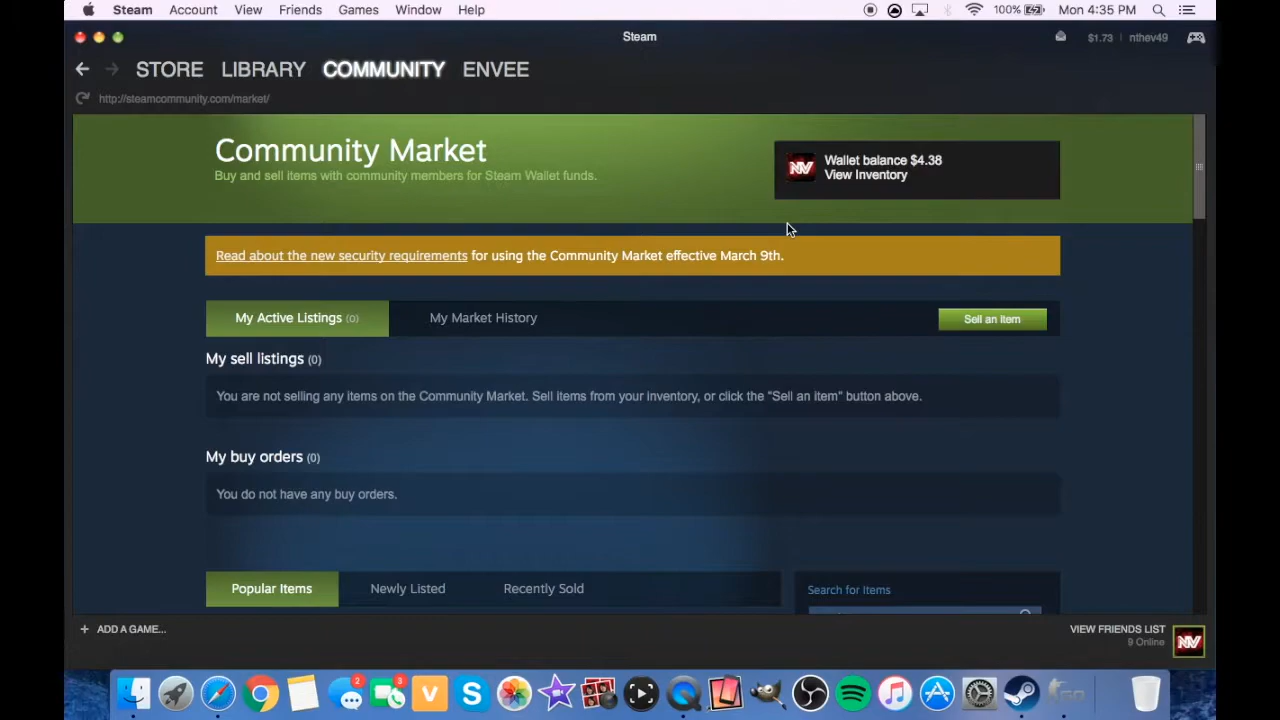 Steam Account View Friends Games Window Help 100% Mon 4:35 PM
Steam
$1.73 nthev49
STORE LIBRARY COMMUNITY ENVEE
http://steamcommunity.com/market/
Community Market
Buy and sell items with community members for Steam Wallet funds.
NV
Wallet balance $4.38
View Inventory
Read about the new security requirements for using the Community Market effective March 9th.
My Active Listings (0) My Market History Sell an item
My sell listings (0)
You are not selling any items on the Community Market. Sell items from your inventory, or click the "Sell an item" button above.
My buy orders (0)
You do not have any buy orders.
Popular Items Newly Listed Recently Sold
Search for Items
+ ADD A GAME...
VIEW FRIENDS LIST
9 Online
NV
2 3
V S GO